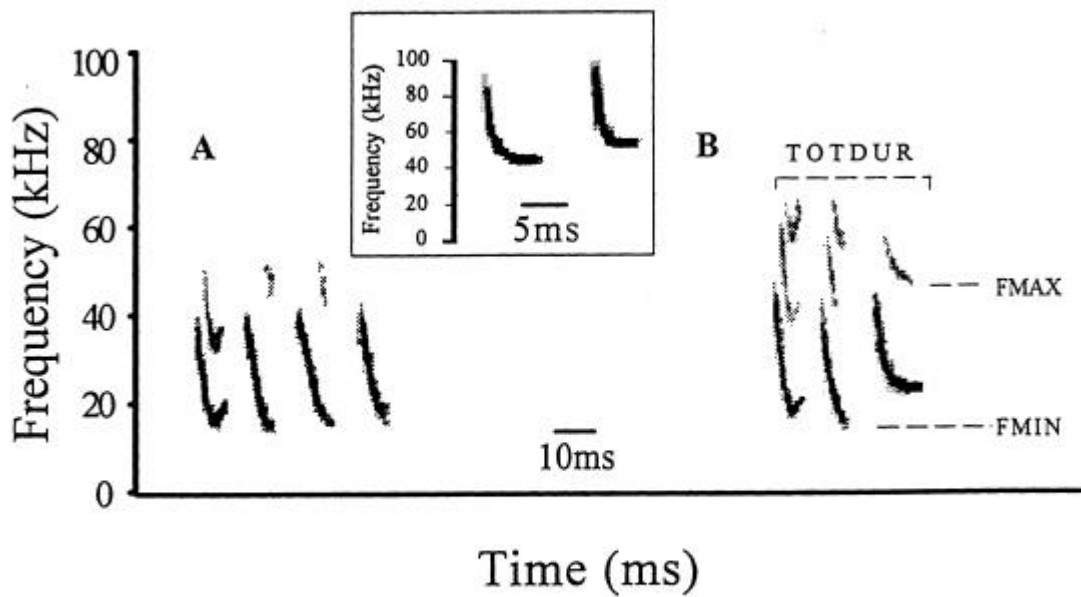 Frequency (kHz)
100
80
60
40
20
0
A
Frequency (kHz)
100
80
60
40
20
0
5ms
B
TOTDUR
FMAX
FMIN
10ms
Time (ms)